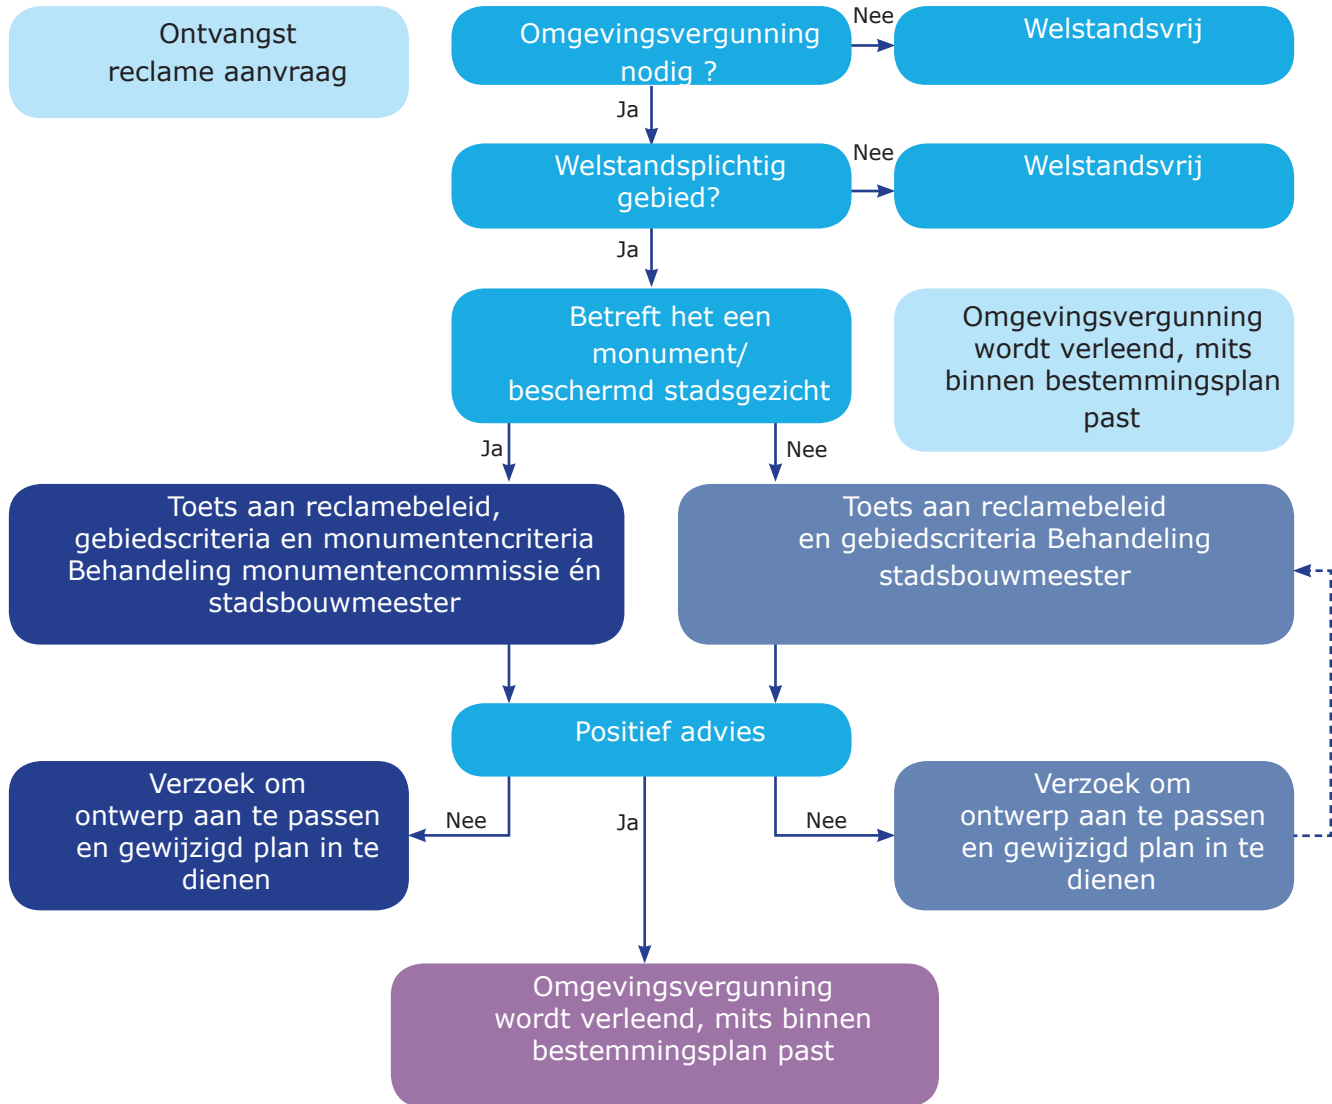 Ontvangst
reclame aanvraag
Omgevingsvergunning
nodig ?
Nee
Welstandsvrij
Ja
Welstandsplichtig
gebied?
Nee
Welstandsvrij
Ja
Betreft het een
monument/
beschermd stadsgezicht
Omgevingsvergunning
wordt verleend, mits
binnen bestemmingsplan
past
Ja
Nee
Toets aan reclamebeleid,
gebiedscriteria en monumentencriteria
Behandeling monumentencommissie én
stadsbouwmeester
Toets aan reclamebeleid
en gebiedscriteria Behandeling
stadsbouwmeester
Positief advies
Verzoek om
ontwerp aan te passen
en gewijzigd plan in te
dienen
Nee
Ja
Nee
Verzoek om
ontwerp aan te passen
en gewijzigd plan in te
dienen
Omgevingsvergunning
wordt verleend, mits binnen
bestemmingsplan past